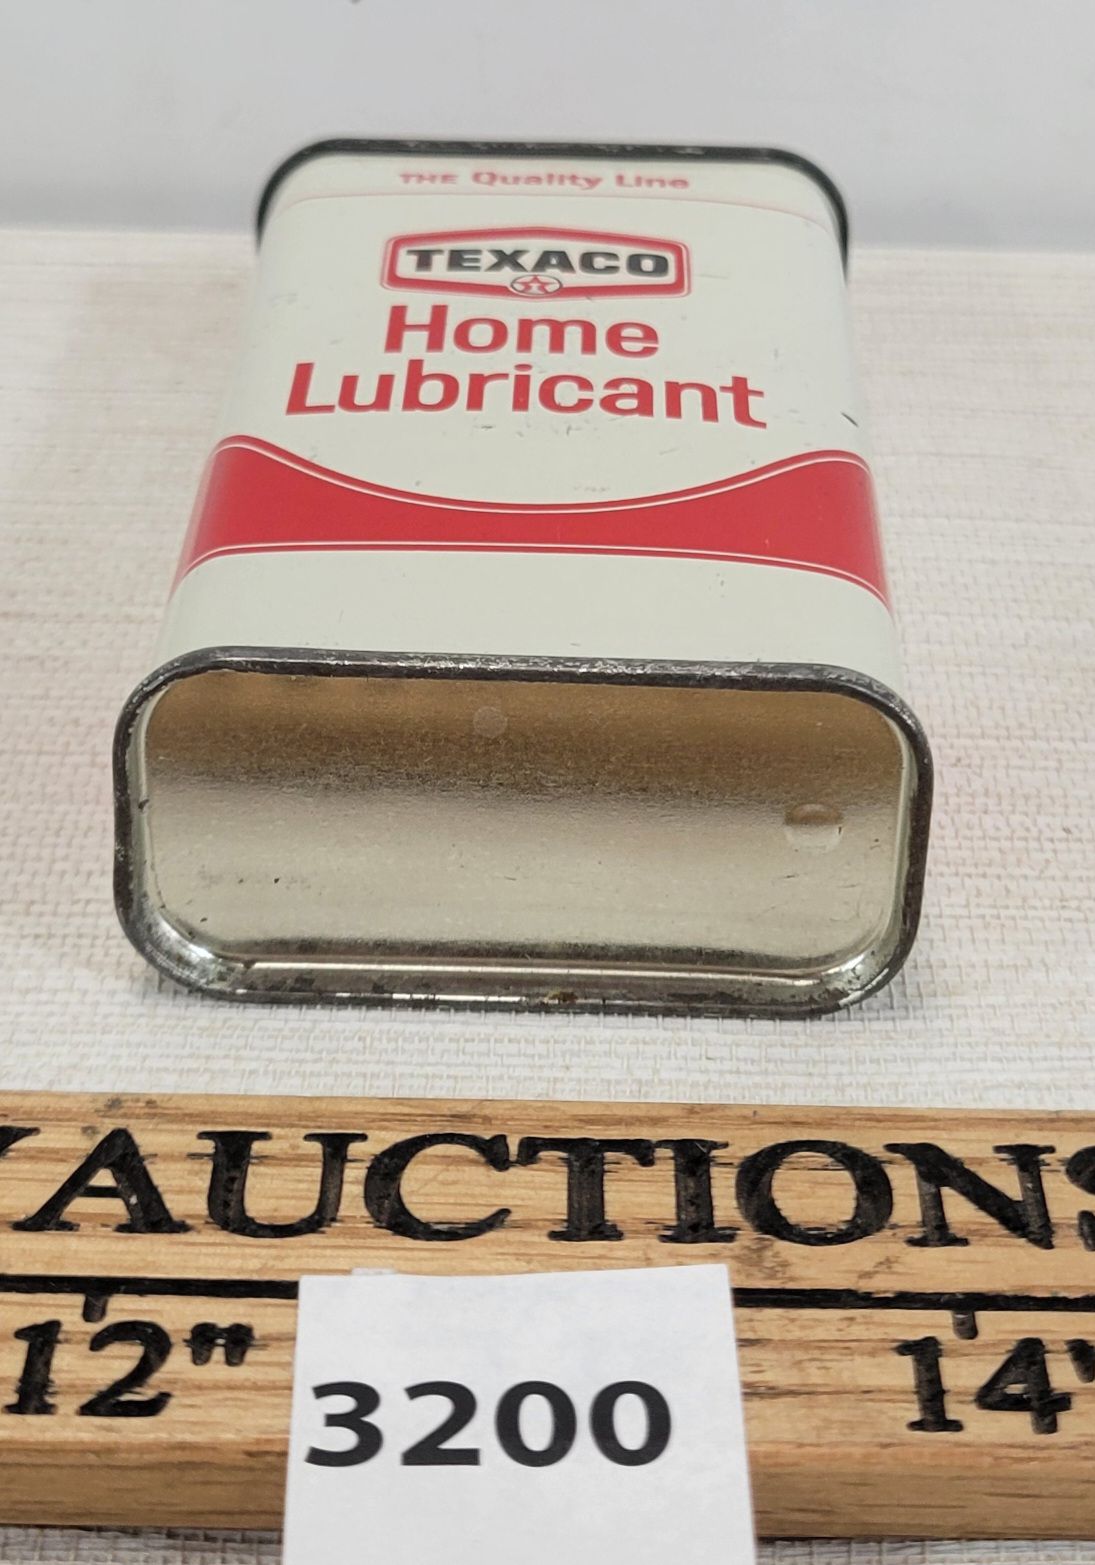 THE Quality Line
TEXACO
T
Home
Lubricant
AUCTIONS
12"
14"
3200